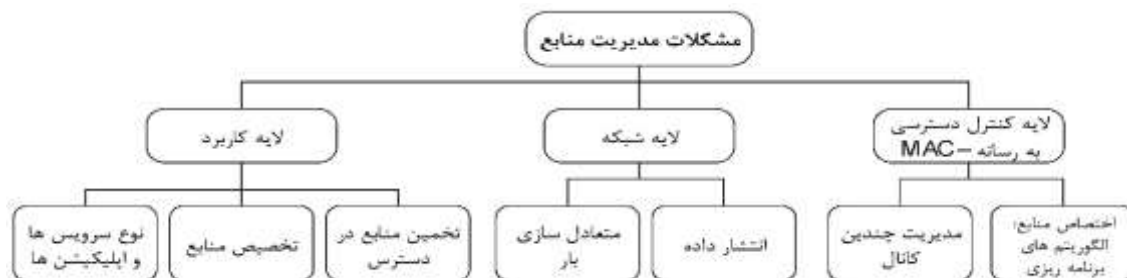 مشکلات مدیریت منابع
لایه کنترل دسترسی
به رسانه –MAC
لایه شبکه
لایه کاربرد
اختصاص منابع:
الگوریتم های
برنامه ریزی
مدیریت چندین
کانال
انتشار داده
متعادل سازی
بار
تخمین منابع در
دسترس
تخصیص منابع
نوع سرویس ها
و اپلیکیشن ها